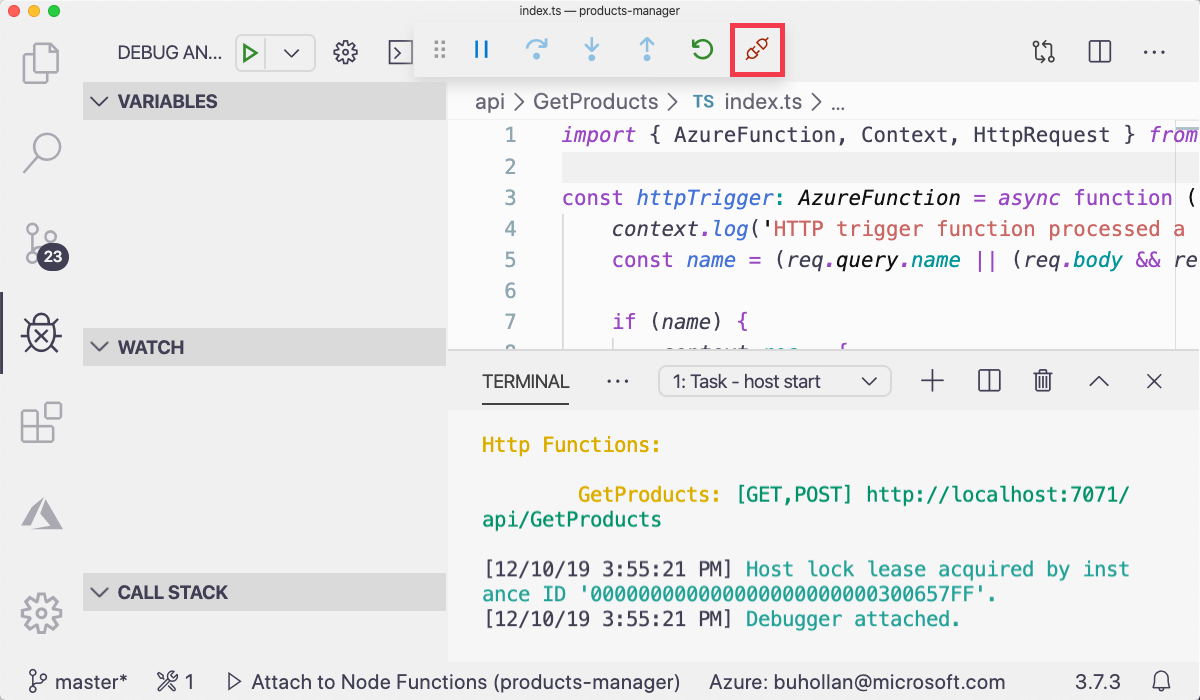 index.ts — products-manager
DEBUG AN...
VARIABLES
WATCH
CALL STACK
23
api > GetProducts > TS index.ts > ...
1 import { AzureFunction, Context, HttpRequest } from
2
3 const httpTrigger: AzureFunction = async function (
4 context.log('HTTP trigger function processed a
5 const name = (req.query.name || (req.body && re
6
7 if (name) {
TERMINAL ... 1: Task - host start
Http Functions:
GetProducts: [GET,POST] http://localhost:7071/
api/GetProducts
[12/10/19 3:55:21 PM] Host lock lease acquired by inst
ance ID '000000000000000000000000300657FF'.
[12/10/19 3:55:21 PM] Debugger attached.
master* 1 Attach to Node Functions (products-manager) Azure: buhollan@microsoft.com 3.7.3